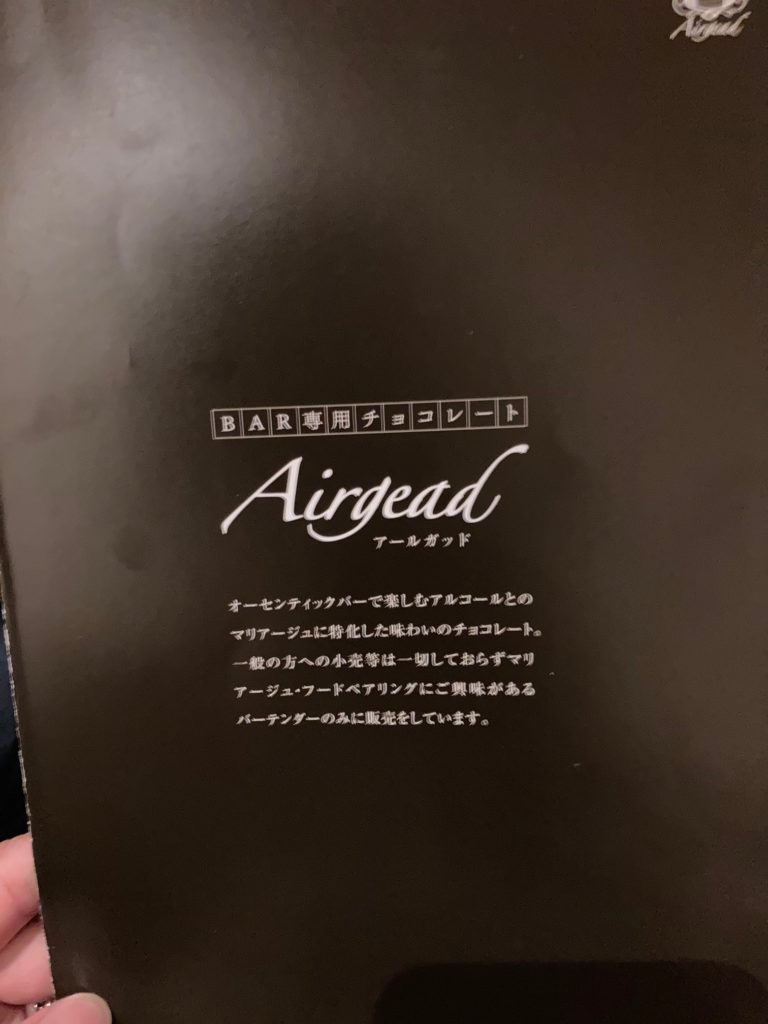 Airgead
BAR専用チョコレート
Airgead
アールガッド
オーセンティックバーで楽しむアルコールとの
マリアージュに特化した味わいのチョコレート。
一般の方への小売等は一切しておらずマリ
アージュ・フードペアリングにご興味がある
バーテンダーのみに販売をしています。